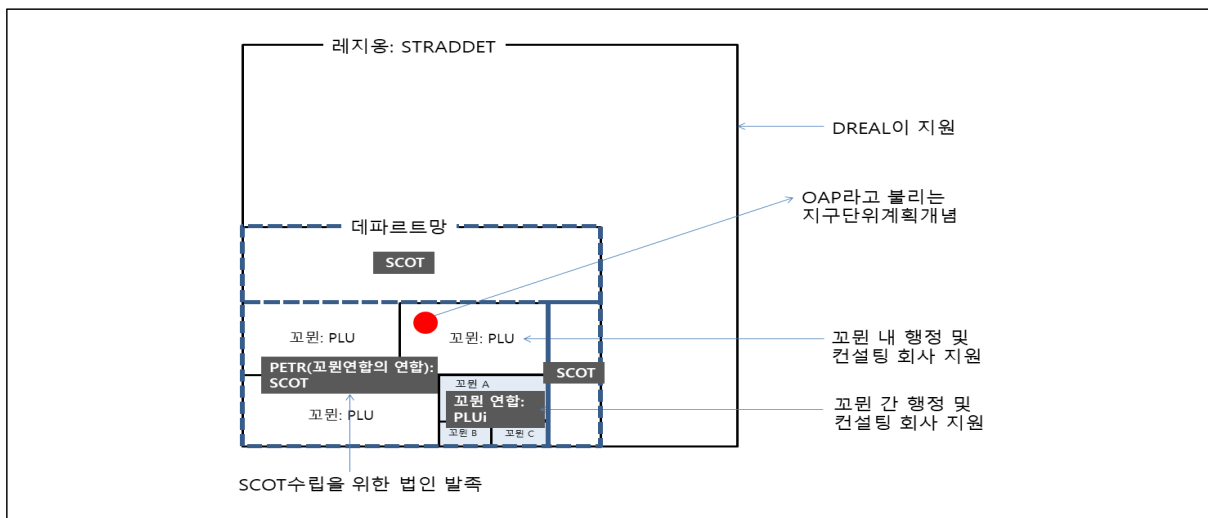 레지옹: STRADDET
DREAL이 지원
OAP라고 불리는
지구단위계획개념
데파르트망
SCOT
꼬뮌: PLU
꼬뮌: PLU
꼬뮌 내 행정 및
컨설팅 회사 지원
PETR(꼬뮌연합의 연합):
SCOT
SCOT
꼬뮌 A
꼬뮌 연합:
PLUi
꼬뮌: PLU
꼬뮌 B
꼬뮌 C
꼬뮌 간 행정 및
컨설팅 회사 지원
SCOT수립을 위한 법인 발족